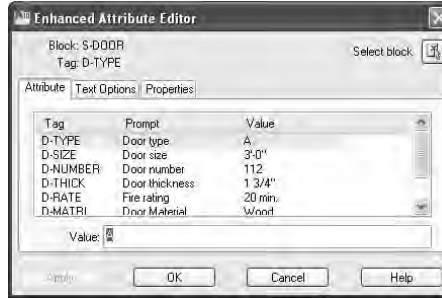 Enhanced Attribute Editor
Block: S-DOOR
Tag: D-TYPE
Select block
Attribute Text Options Properties
Tag Prompt Value
D-TYPE Door type A
D-SIZE Door size 3'-0"
D-NUMBER Door number 112
D-THICK Door thickness 1 3/4"
D-RATE Fire rating 20 min.
D-MATRL Door Material Wood
Value: A
Apply OK Cancel Help